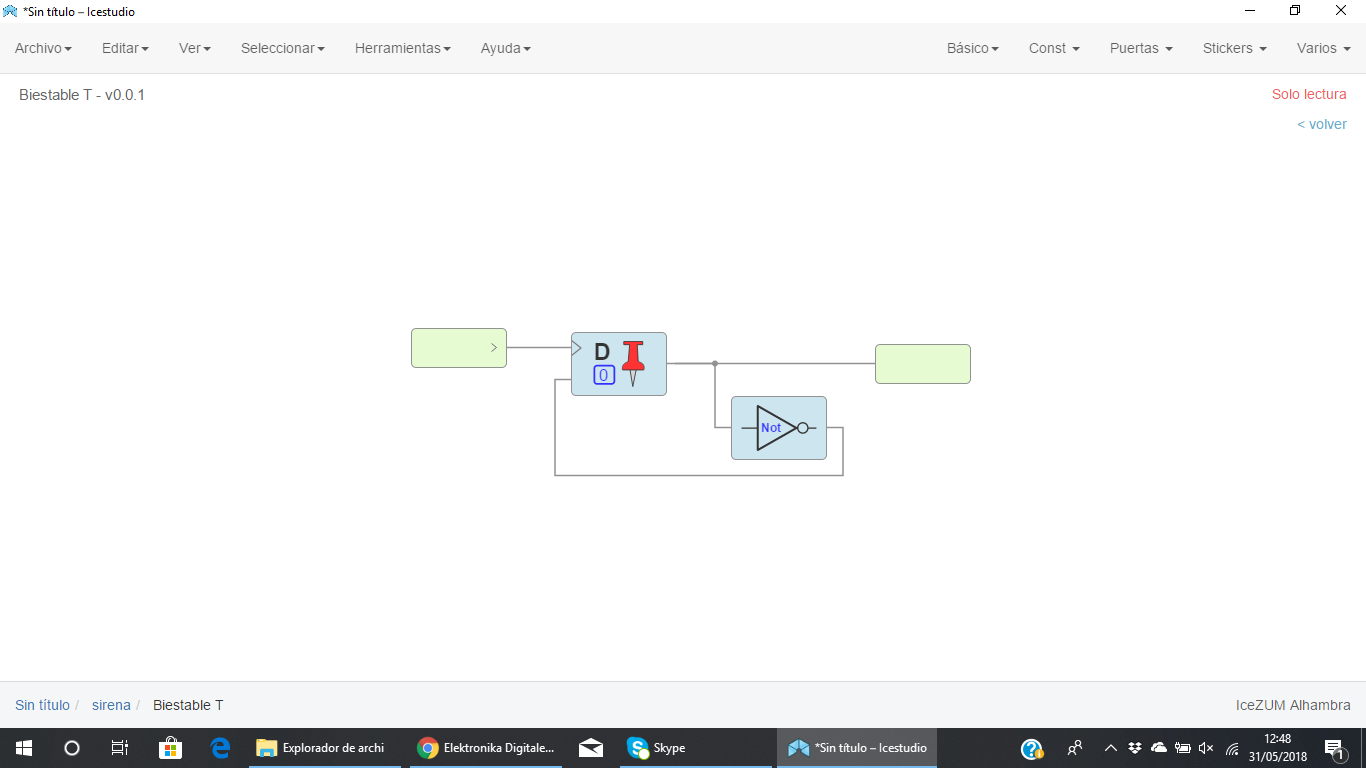 *Sin título – Icestudio
Archivo Editar Ver Seleccionar Herramientas Ayuda Básico Const Puertas Stickers Varios
Biestable T - v0.0.1
Solo lectura
< volver
D
0
Not
Sin título / sirena / Biestable T
IceZUM Alhambra
Explorador de archi
Elektronika Digitale...
Skype
*Sin título – Icestudio
12:48
31/05/2018
1